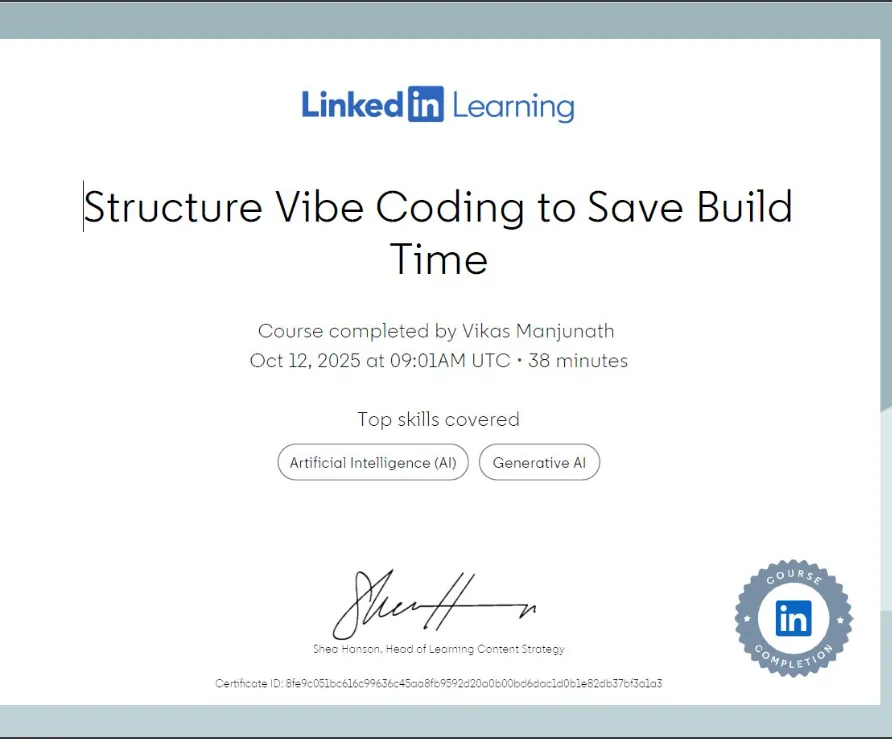 Linked in Learning
Structure Vibe Coding to Save Build
Time
Course completed by Vikas Manjunath
Oct 12, 2025 at 09:01AM UTC • 38 minutes
Top skills covered
Artificial Intelligence (AI) Generative AI
Shea Hanson, Head of Learning Content Strategy
COURSE
in
COMPLETION
Certificate ID: 8fe9c051bc616c99636c45aa8fb9592d20a0b00bd6dac1d0b1e82db37bf3a1a3